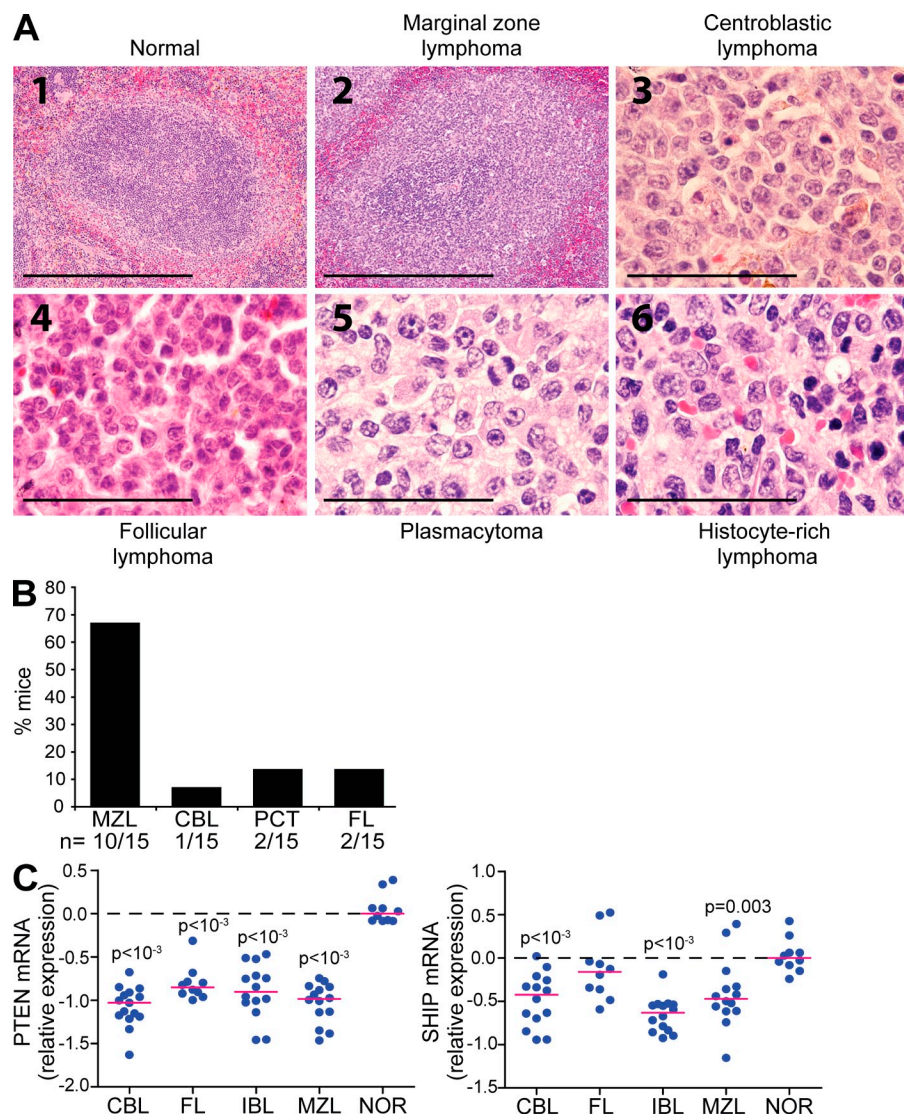 A
Normal
Marginal zone
lymphoma
Centroblastic
lymphoma
1
2
3
4
5
6
Follicular
lymphoma
Plasmacytoma
Histocyte-rich
lymphoma
B
% mice
80
70
60
50
40
30
20
10
0
MZL CBL PCT FL
n= 10/15 1/15 2/15 2/15
C
PTEN mRNA
(relative expression)
0.5
0.0
-0.5
-1.0
-1.5
-2.0
p<10⁻³
p<10⁻³
p<10⁻³
p<10⁻³
CBL FL IBL MZL NOR
SHIP mRNA
(relative expression)
1.0
0.5
0.0
-0.5
-1.0
-1.5
p<10⁻³
p<10⁻³
p=0.003
CBL FL IBL MZL NOR